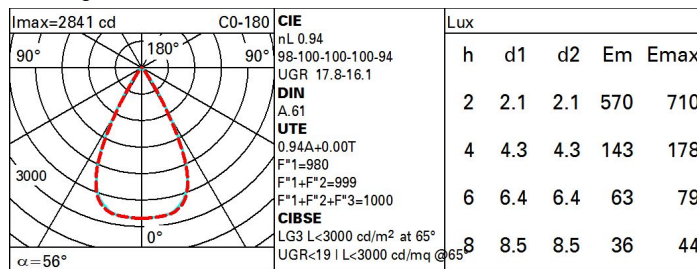 Imax=2841 cd C0-180
90° 180° 90°
3000
0°
α=56°
CIE
nL 0.94
98-100-100-100-94
UGR 17.8-16.1
DIN
A.61
UTE
0.94A+0.00T
F"1=980
F"1+F"2=999
F"1+F"2+F"3=1000
CIBSE
LG3 L<3000 cd/m² at 65°
UGR<19 | L<3000 cd/mq @65°
Lux
h d1 d2 Em Emax
2 2.1 2.1 570 710
4 4.3 4.3 143 178
6 6.4 6.4 63 79
8 8.5 8.5 36 44